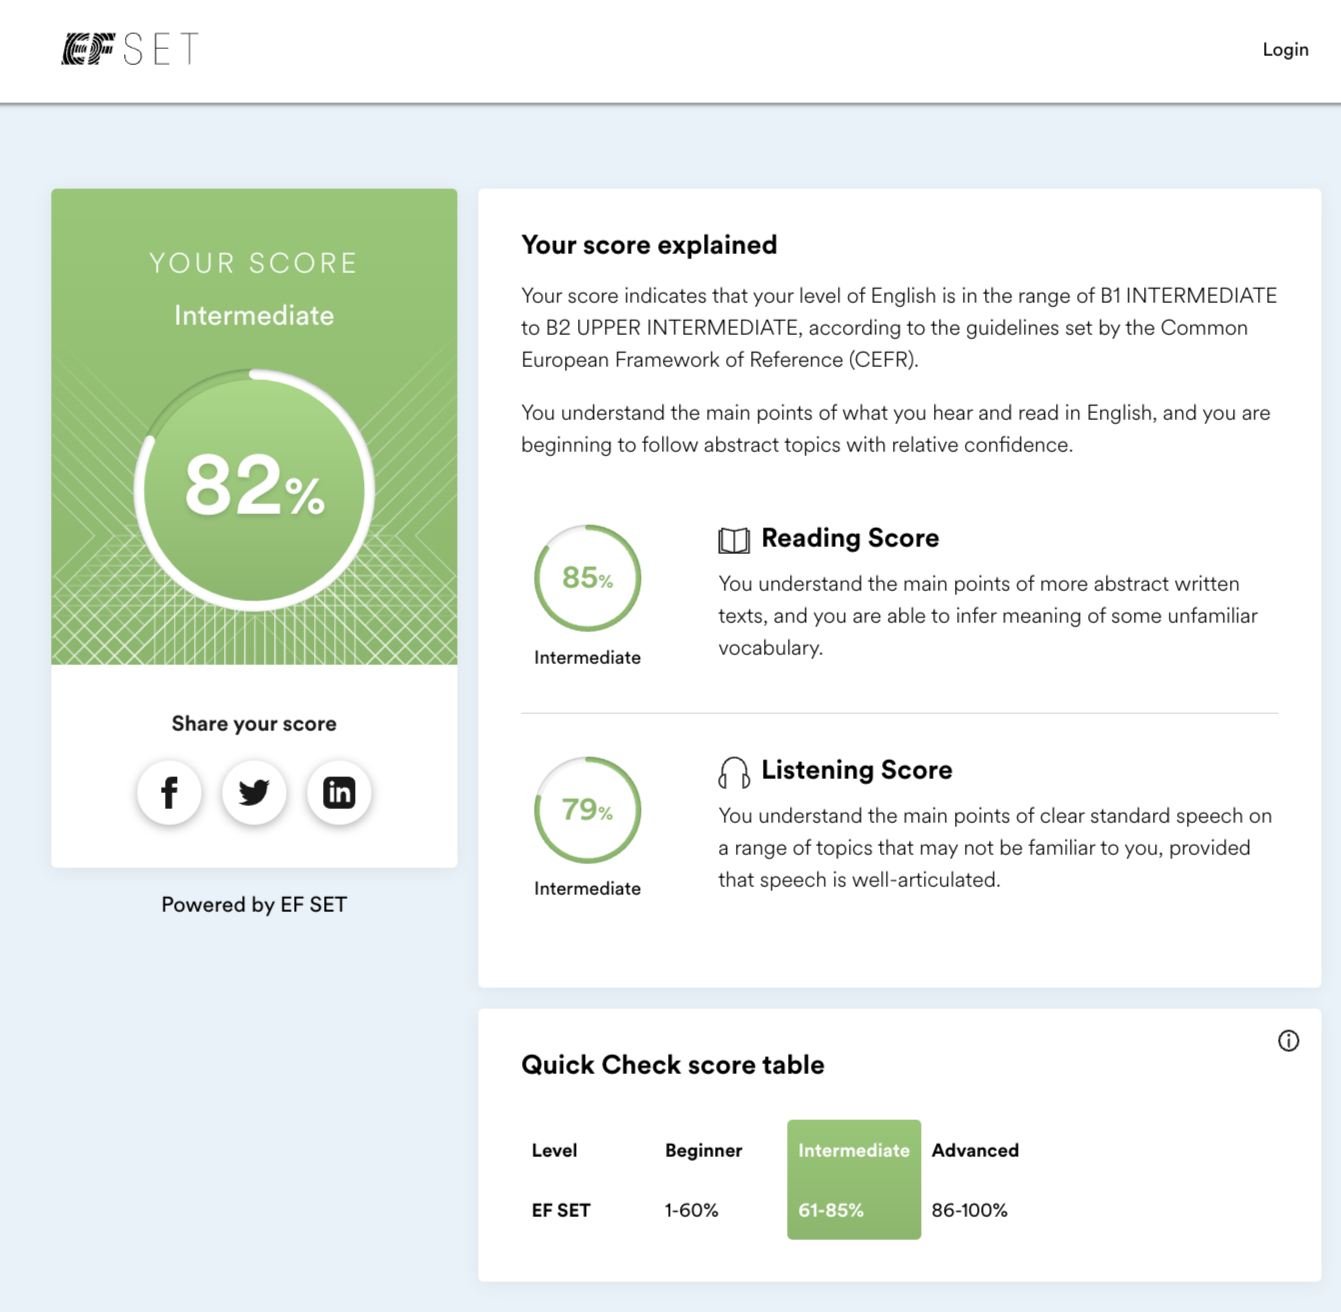 EF SET
Login
YOUR SCORE
Intermediate
82%
Share your score
Powered by EF SET
Your score explained
Your score indicates that your level of English is in the range of B1 INTERMEDIATE
to B2 UPPER INTERMEDIATE, according to the guidelines set by the Common
European Framework of Reference (CEFR).
You understand the main points of what you hear and read in English, and you are
beginning to follow abstract topics with relative confidence.
85%
Intermediate
Reading Score
You understand the main points of more abstract written
texts, and you are able to infer meaning of some unfamiliar
vocabulary.
79%
Intermediate
Listening Score
You understand the main points of clear standard speech on
a range of topics that may not be familiar to you, provided
that speech is well-articulated.
Quick Check score table
Level Beginner Intermediate Advanced
EF SET 1-60% 61-85% 86-100%